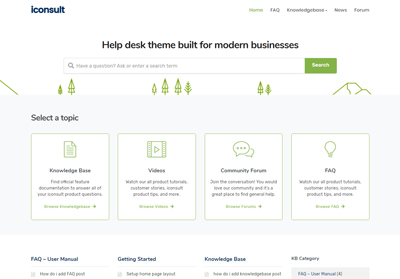 iconsult
Home FAQ Knowledgebase News Forum
Help desk theme built for modern businesses
Have a question? Ask or enter a search term
Search
Select a topic
Knowledge Base
Find official feature
documentation to answer all of
your iconsult product questions.
Browse Knowledgebase →
Videos
Watch our all product tutorials,
customer stories, iconsult
product tips, and more.
Browse Videos →
Community Forum
Join the conversation! You would
love our community and it's a
great place to find general help.
Browse Forums →
FAQ
Watch our all product tutorials,
customer stories, iconsult
product tips, and more.
Browse FAQ →
FAQ – User Manual
How do i add FAQ post
Getting Started
Setup home page layout
Knowledge Base
how do i add knowledgebase post
KB Category
FAQ – User Manual (4)